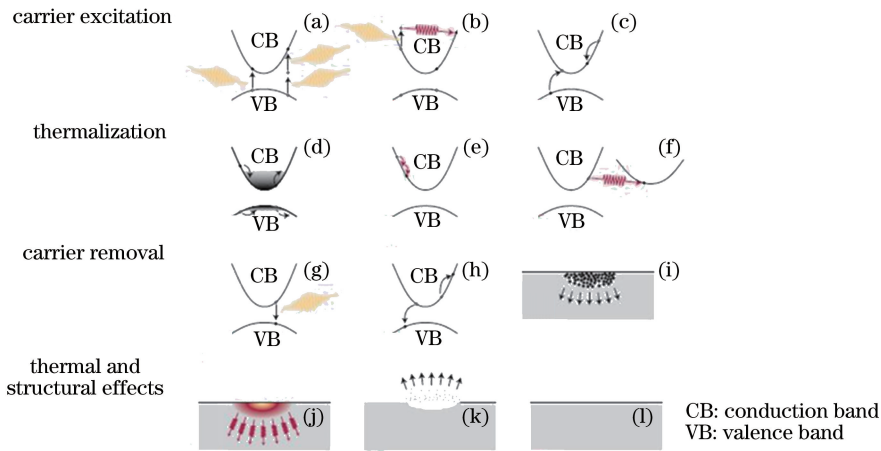 carrier excitation
(a)
(b)
(c)
CB
CB
CB
VB
VB
VB
thermalization
(d)
(e)
(f)
CB
CB
CB
VB
VB
VB
carrier removal
(g)
(h)
(i)
CB
CB
VB
VB
thermal and
structural effects
(j)
(k)
(l)
CB: conduction band
VB: valence band